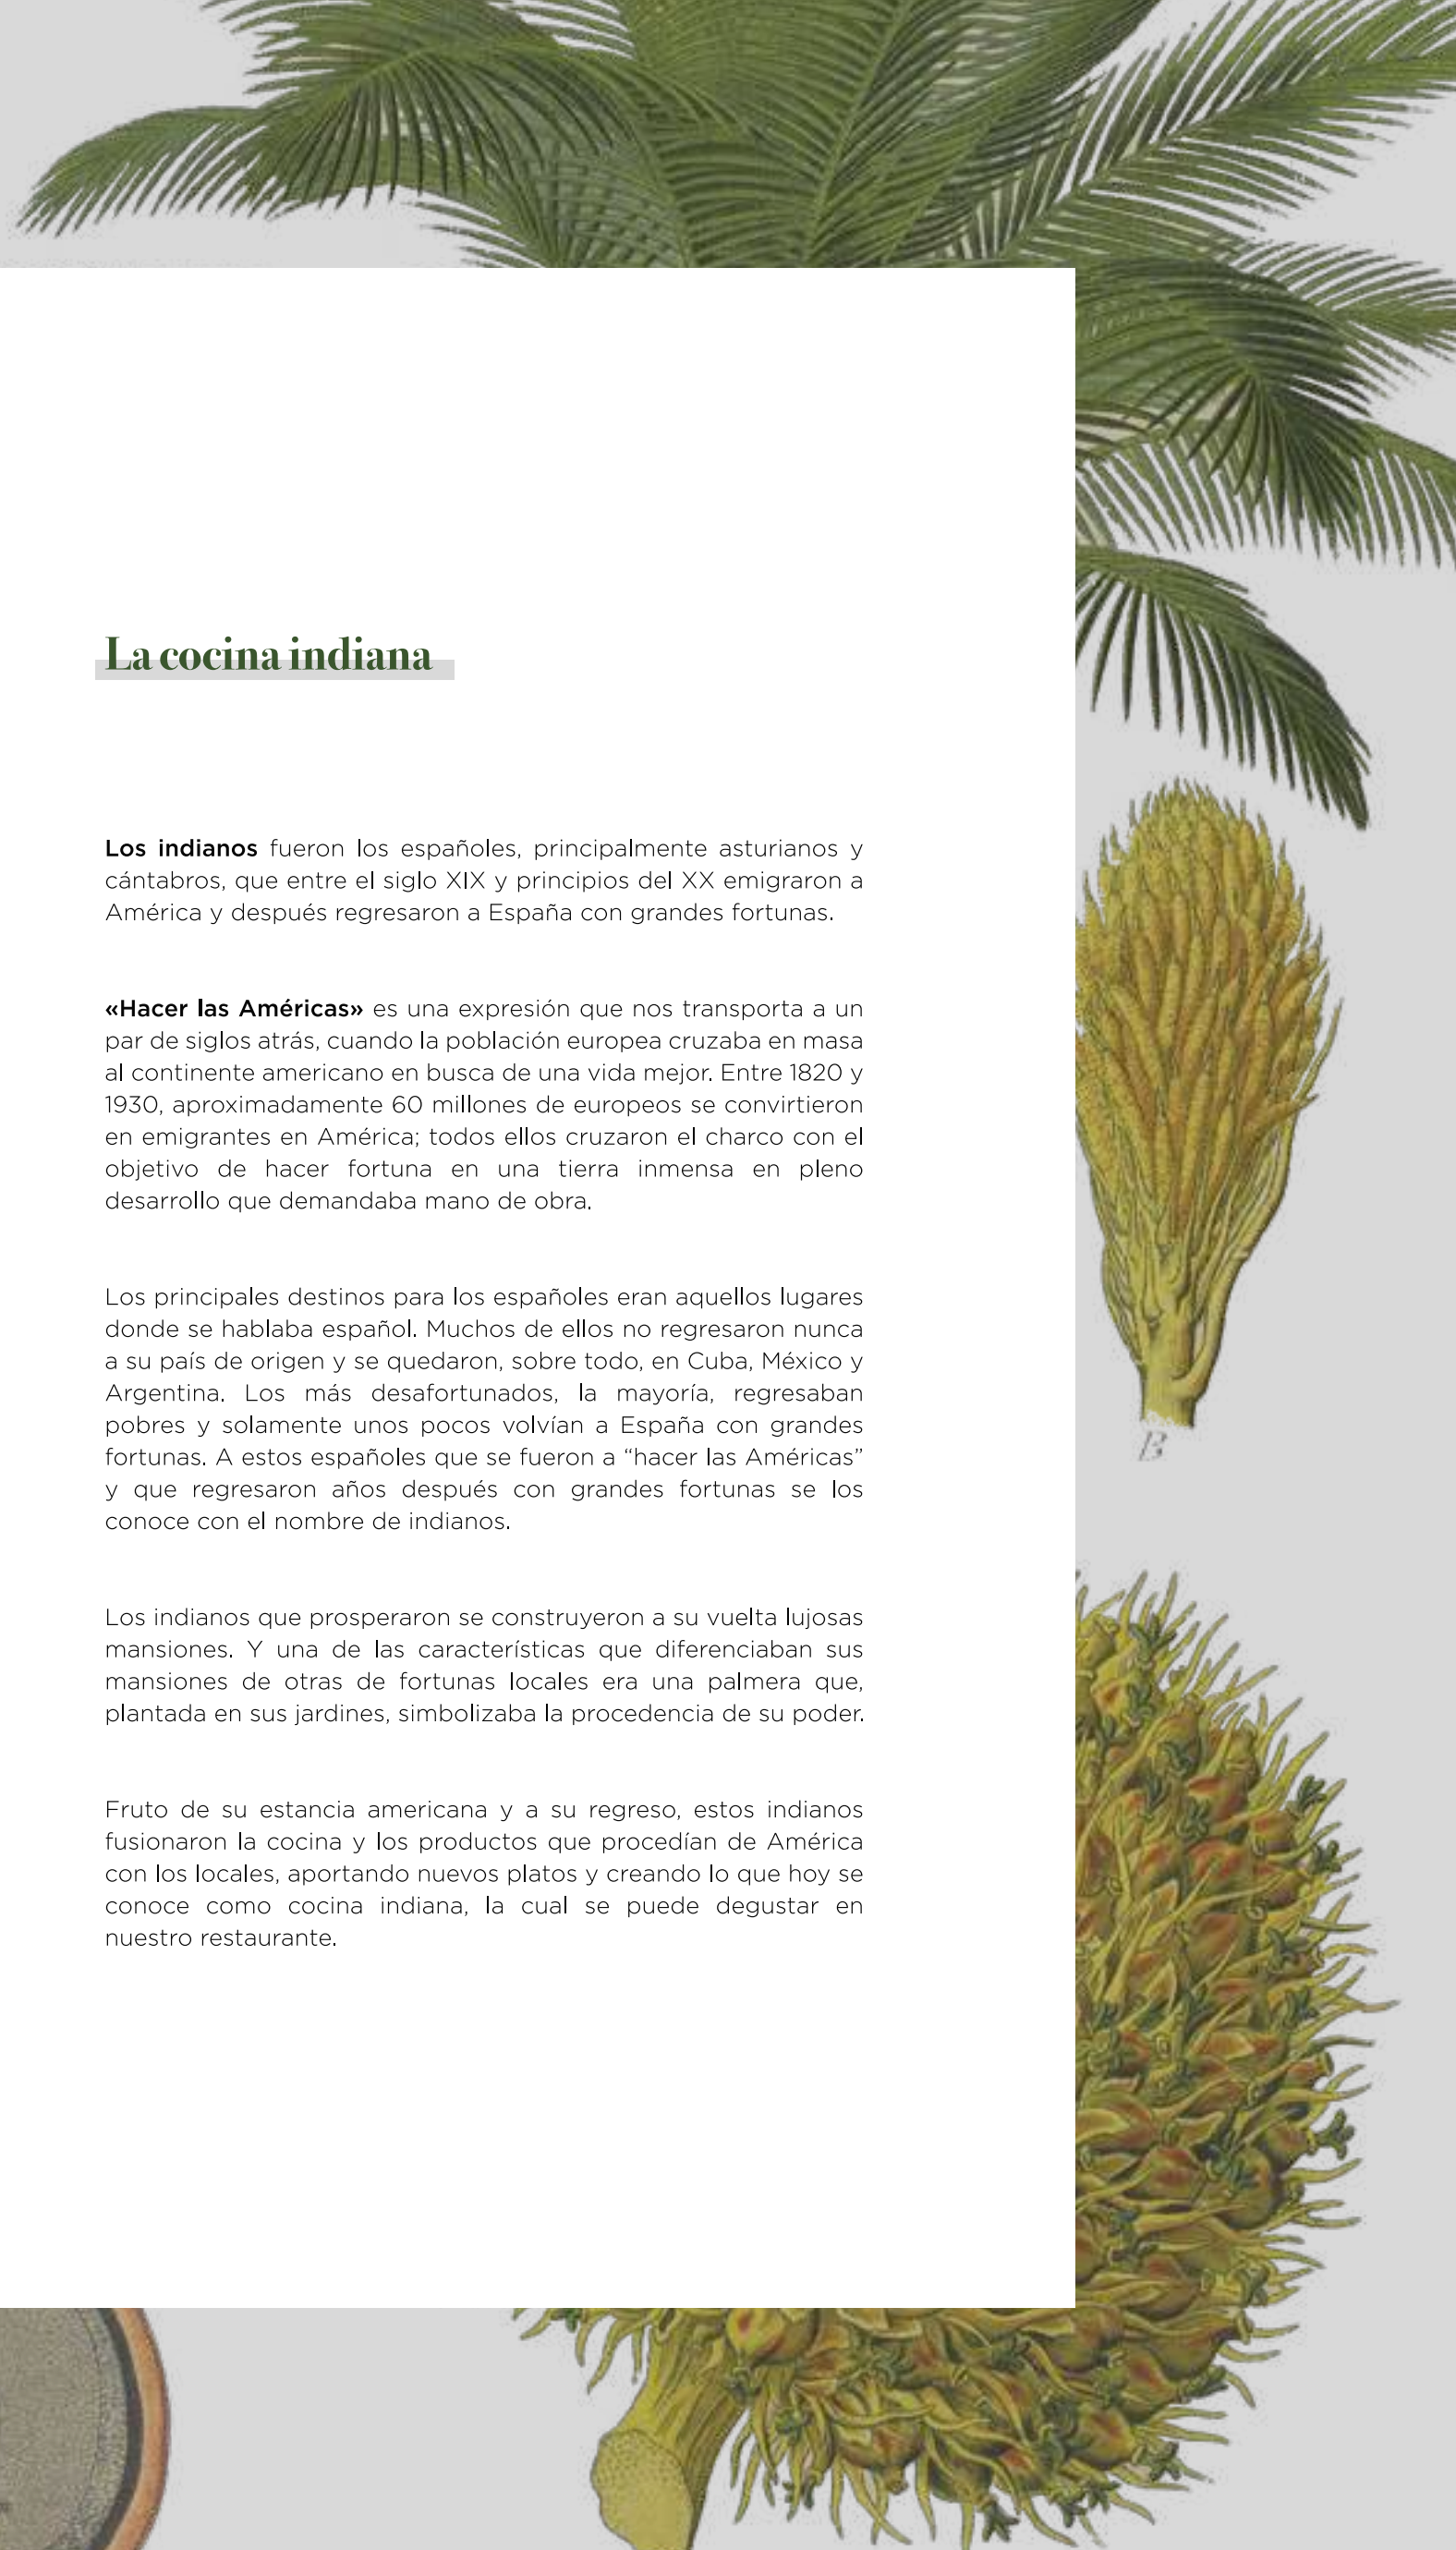 La cocina indiana
Los indianos fueron los españoles, principalmente asturianos y
cántabros, que entre el siglo XIX y principios del XX emigraron a
América y después regresaron a España con grandes fortunas.
«Hacer las Américas» es una expresión que nos transporta a un
par de siglos atrás, cuando la población europea cruzaba en masa
al continente americano en busca de una vida mejor. Entre 1820 y
1930, aproximadamente 60 millones de europeos se convirtieron
en emigrantes en América; todos ellos cruzaron el charco con el
objetivo de hacer fortuna en una tierra inmensa en pleno
desarrollo que demandaba mano de obra.
Los principales destinos para los españoles eran aquellos lugares
donde se hablaba español. Muchos de ellos no regresaron nunca
a su país de origen y se quedaron, sobre todo, en Cuba, México y
Argentina. Los más desafortunados, la mayoría, regresaban
pobres y solamente unos pocos volvían a España con grandes
fortunas. A estos españoles que se fueron a “hacer las Américas”
y que regresaron años después con grandes fortunas se los
conoce con el nombre de indianos.
Los indianos que prosperaron se construyeron a su vuelta lujosas
mansiones. Y una de las características que diferenciaban sus
mansiones de otras de fortunas locales era una palmera que,
plantada en sus jardines, simbolizaba la procedencia de su poder.
Fruto de su estancia americana y a su regreso, estos indianos
fusionaron la cocina y los productos que procedían de América
con los locales, aportando nuevos platos y creando lo que hoy se
conoce como cocina indiana, la cual se puede degustar en
nuestro restaurante.
B